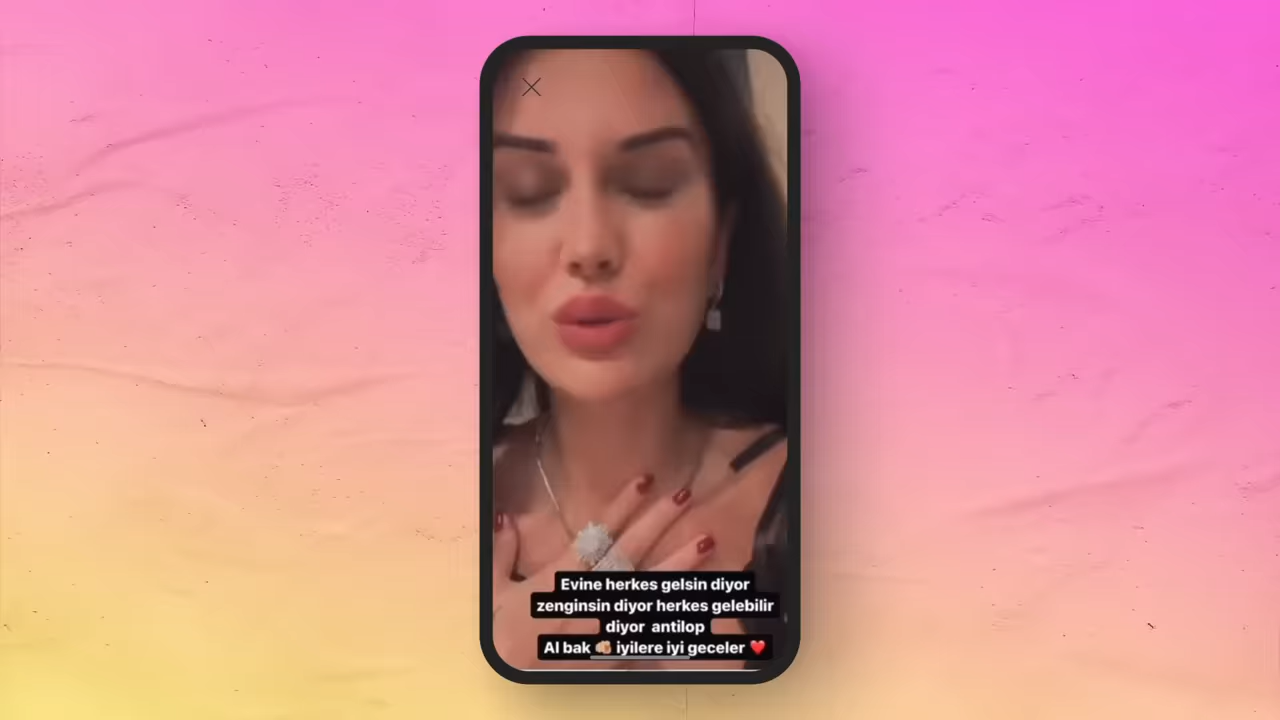 Evine herkes gelsin diyor
zenginsin diyor herkes gelebilir
diyor antilop
Al bak 👊🏼 iyilere iyi geceler ❤️